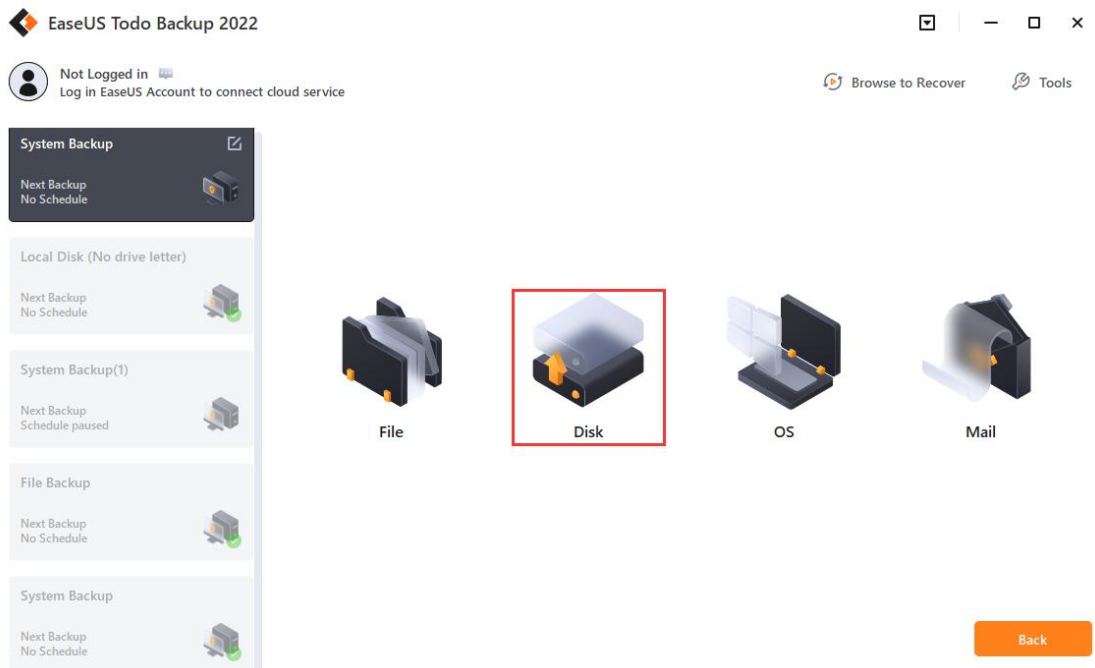 EaseUS Todo Backup 2022
Not Logged in
Log in EaseUS Account to connect cloud service
Browse to Recover
Tools
System Backup
Next Backup
No Schedule
Local Disk (No drive letter)
Next Backup
No Schedule
System Backup(1)
Next Backup
Schedule paused
File Backup
Next Backup
No Schedule
System Backup
Next Backup
No Schedule
File
Disk
OS
Mail
Back